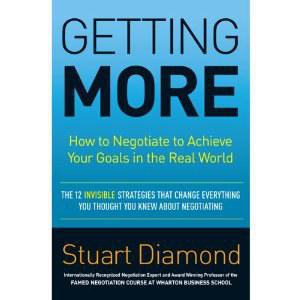 GETTING
MORE
How to Negotiate to Achieve
Your Goals in the Real World
THE 12 INVISIBLE STRATEGIES THAT CHANGE EVERYTHING
YOU THOUGHT YOU KNEW ABOUT NEGOTIATING
Stuart Diamond
Internationally Recognized Negotiation Expert and Award Winning Professor of the
FAMED NEGOTIATION COURSE AT WHARTON BUSINESS SCHOOL